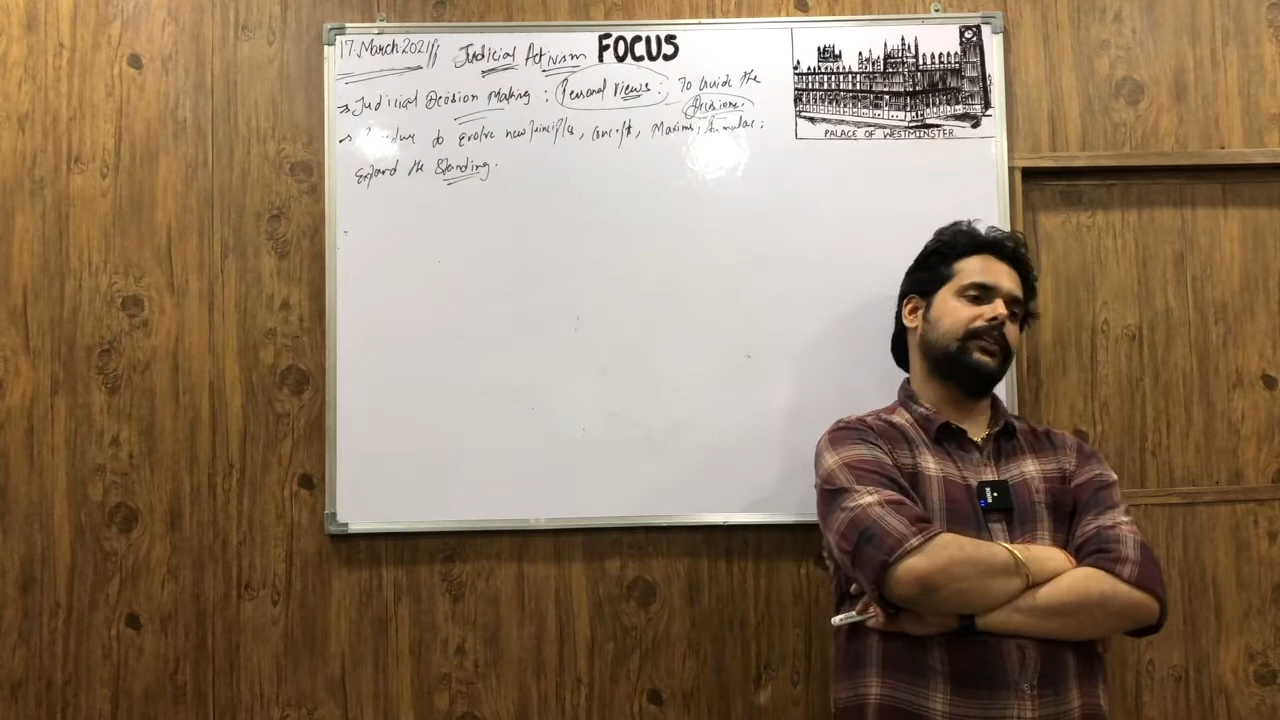 17.March.2021 Judicial Activism FOCUS
Judicial Decision Making : Personal views : To Guide the
Decisions.
to evolve new principles, concept, Maxims, formulae ;
expand the Standing.
PALACE OF WESTMINSTER.